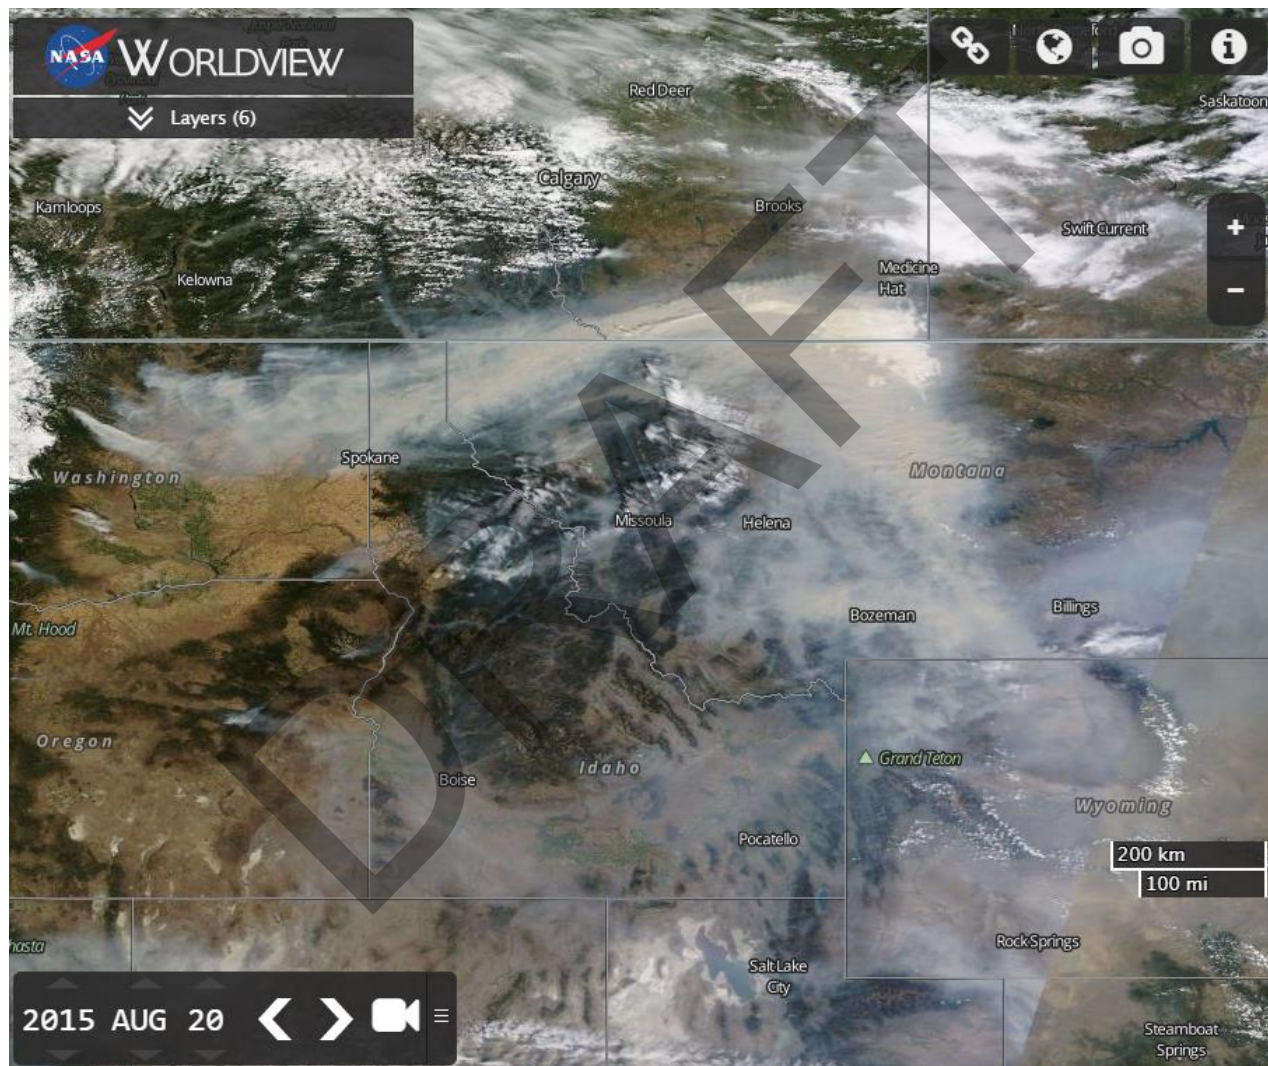 NASA WORLDVIEW
Layers (6)
Red Deer
Saskatoon
Calgary
Kamloops
Brooks
Swift Current
Kelowna
Medicine
Hat
Spokane
Washington
Montana
Missoula
Helena
Billings
Bozeman
Mt. Hood
Oregon
Grand Teton
Idaho
Boise
Wyoming
Pocatello
200 km
100 mi
Rock Springs
hasta
Salt Lake
City
2015 AUG 20
Steamboat
Springs
DRAFT